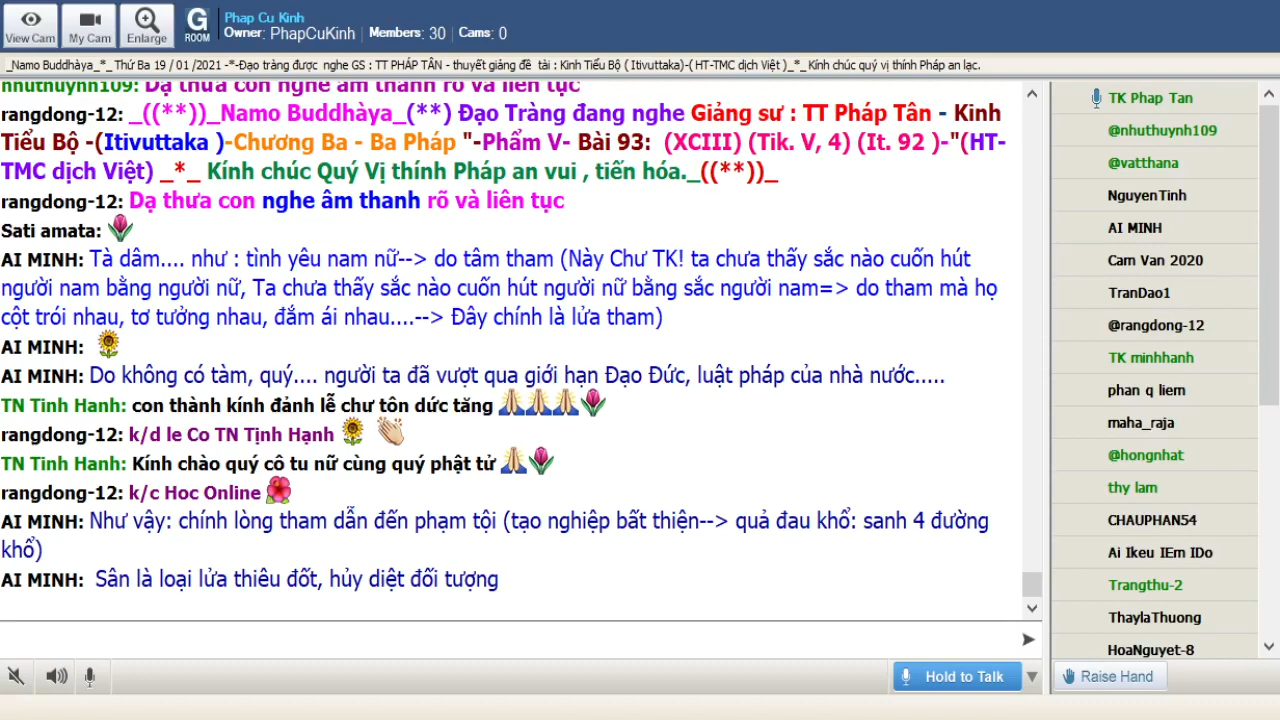 View Cam
My Cam
Enlarge
G
ROOM
Phap Cu Kinh
Owner: PhapCuKinh | Members: 30 | Cams: 0
_Namo Buddhàya_*_ Thứ Ba 19 / 01 /2021 -*-Đạo tràng được nghe GS : TT PHÁP TÂN - thuyết giảng đề tài : Kinh Tiểu Bộ ( Itivuttaka)-( HT-TMC dịch Việt )_*_Kính chúc quý vị thính Pháp an lạc.
nhuthuynh109: Dạ thưa con nghe âm thanh rõ và liên tục
rangdong-12: _((**))_Namo Buddhàya_(**) Đạo Tràng đang nghe Giảng sư : TT Pháp Tân - Kinh
Tiểu Bộ -(Itivuttaka )-Chương Ba - Ba Pháp "-Phẩm V- Bài 93: (XCIII) (Tik. V, 4) (It. 92 )-"(HT-
TMC dịch Việt) _*_ Kính chúc Quý Vị thính Pháp an vui , tiến hóa._((**))_
rangdong-12: Dạ thưa con nghe âm thanh rõ và liên tục
Sati amata:
AI MINH: Tà dâm.... như : tình yêu nam nữ--> do tâm tham (Này Chư TK! ta chưa thấy sắc nào cuốn hút
người nam bằng người nữ, Ta chưa thấy sắc nào cuốn hút người nữ bằng sắc người nam=> do tham mà họ
cột trói nhau, tơ tưởng nhau, đắm ái nhau....--> Đây chính là lửa tham)
AI MINH:
AI MINH: Do không có tàm, quý.... người ta đã vượt qua giới hạn Đạo Đức, luật pháp của nhà nước.....
TN Tinh Hanh: con thành kính đảnh lễ chư tôn dức tăng
rangdong-12: k/d le Co TN Tịnh Hạnh
TN Tinh Hanh: Kính chào quý cô tu nữ cùng quý phật tử
rangdong-12: k/c Hoc Online
AI MINH: Như vậy: chính lòng tham dẫn đến phạm tội (tạo nghiệp bất thiện--> quả đau khổ: sanh 4 đường
khổ)
AI MINH: Sân là loại lửa thiêu đốt, hủy diệt đối tượng
Hold to Talk
TK Phap Tan
@nhuthuynh109
@vatthana
NguyenTinh
AI MINH
Cam Van 2020
TranDao1
@rangdong-12
TK minhhanh
phan q liem
maha_raja
@hongnhat
thy lam
CHAUPHAN54
Ai Ikeu IEm IDo
Trangthu-2
ThaylaThuong
HoaNguyet-8
Raise Hand